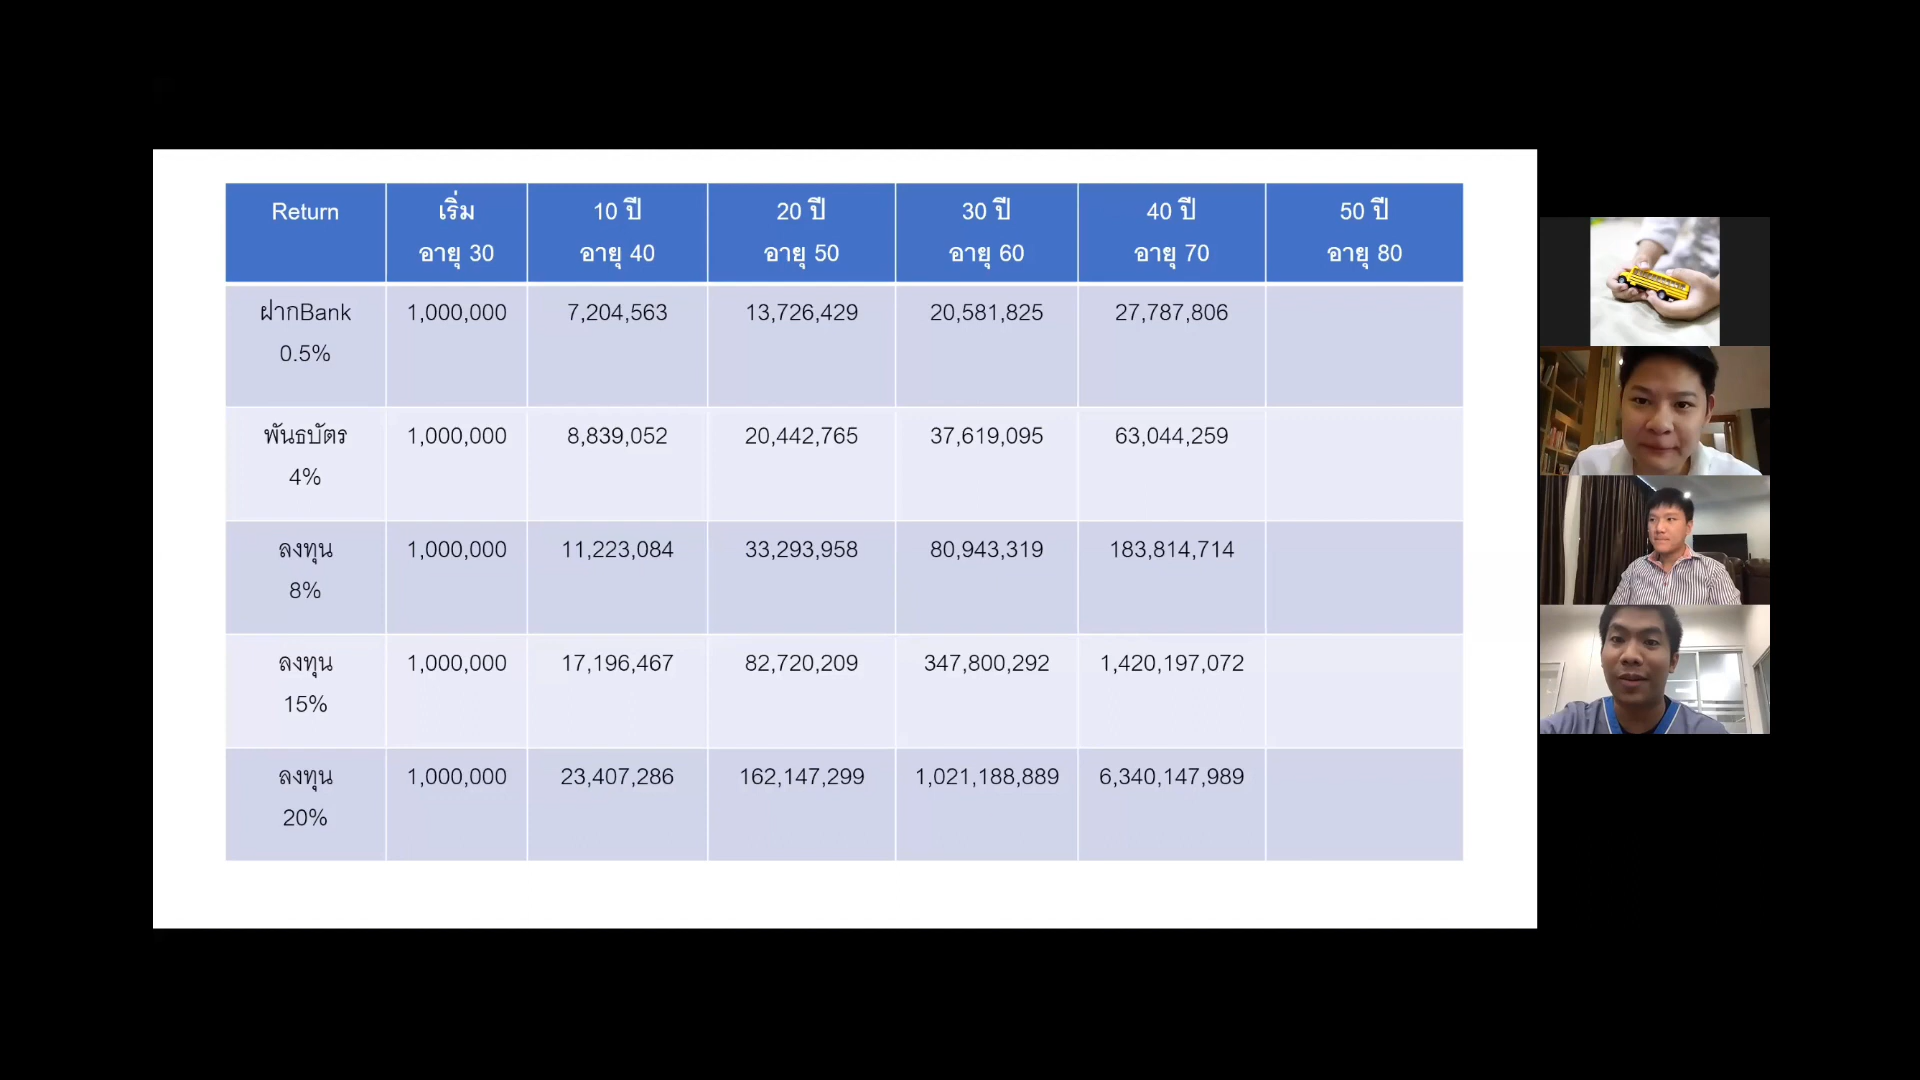 Return เริ่ม 10 ปี 20 ปี 30 ปี 40 ปี 50 ปี
อายุ 30 อายุ 40 อายุ 50 อายุ 60 อายุ 70 อายุ 80
ฝากBank 1,000,000 7,204,563 13,726,429 20,581,825 27,787,806
0.5%
พันธบัตร 1,000,000 8,839,052 20,442,765 37,619,095 63,044,259
4%
ลงทุน 1,000,000 11,223,084 33,293,958 80,943,319 183,814,714
8%
ลงทุน 1,000,000 17,196,467 82,720,209 347,800,292 1,420,197,072
15%
ลงทุน 1,000,000 23,407,286 162,147,299 1,021,188,889 6,340,147,989
20%